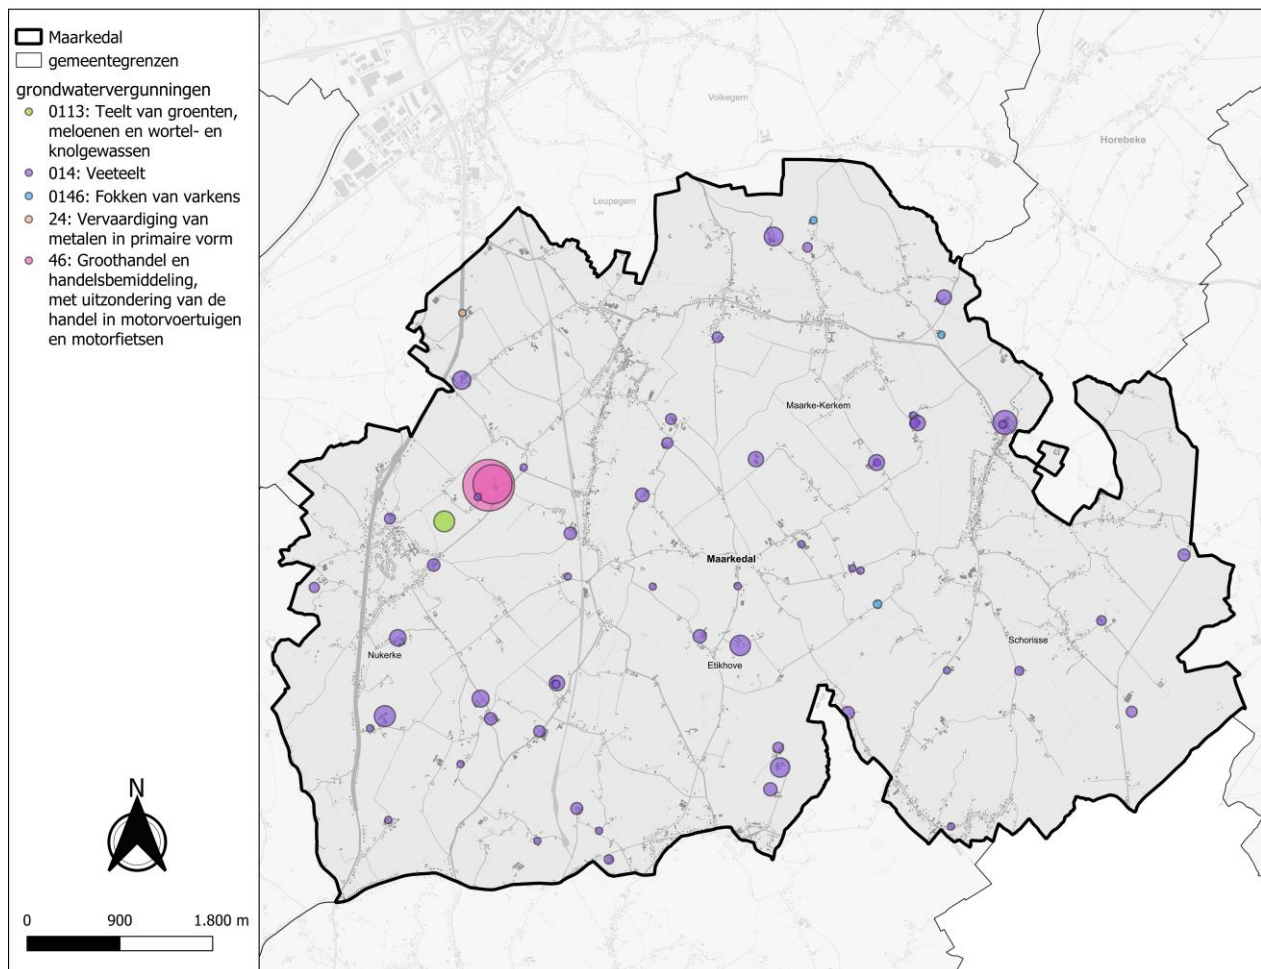 Maarkedal
gemeentegrenzen
grondwatervergunningen
0113: Teelt van groenten,
meloenen en wortel- en
knolgewassen
014: Veeteelt
0146: Fokken van varkens
24: Vervaardiging van
metalen in primaire vorm
46: Groothandel en
handelsbemiddeling,
met uitzondering van de
handel in motorvoertuigen
en motorfietsen
N
0 900 1.800 m
Volkegem
Horebeke
Leupegem
Maarke-Kerkem
Maarkedal
Schorisse
Nukerke
Etikhove